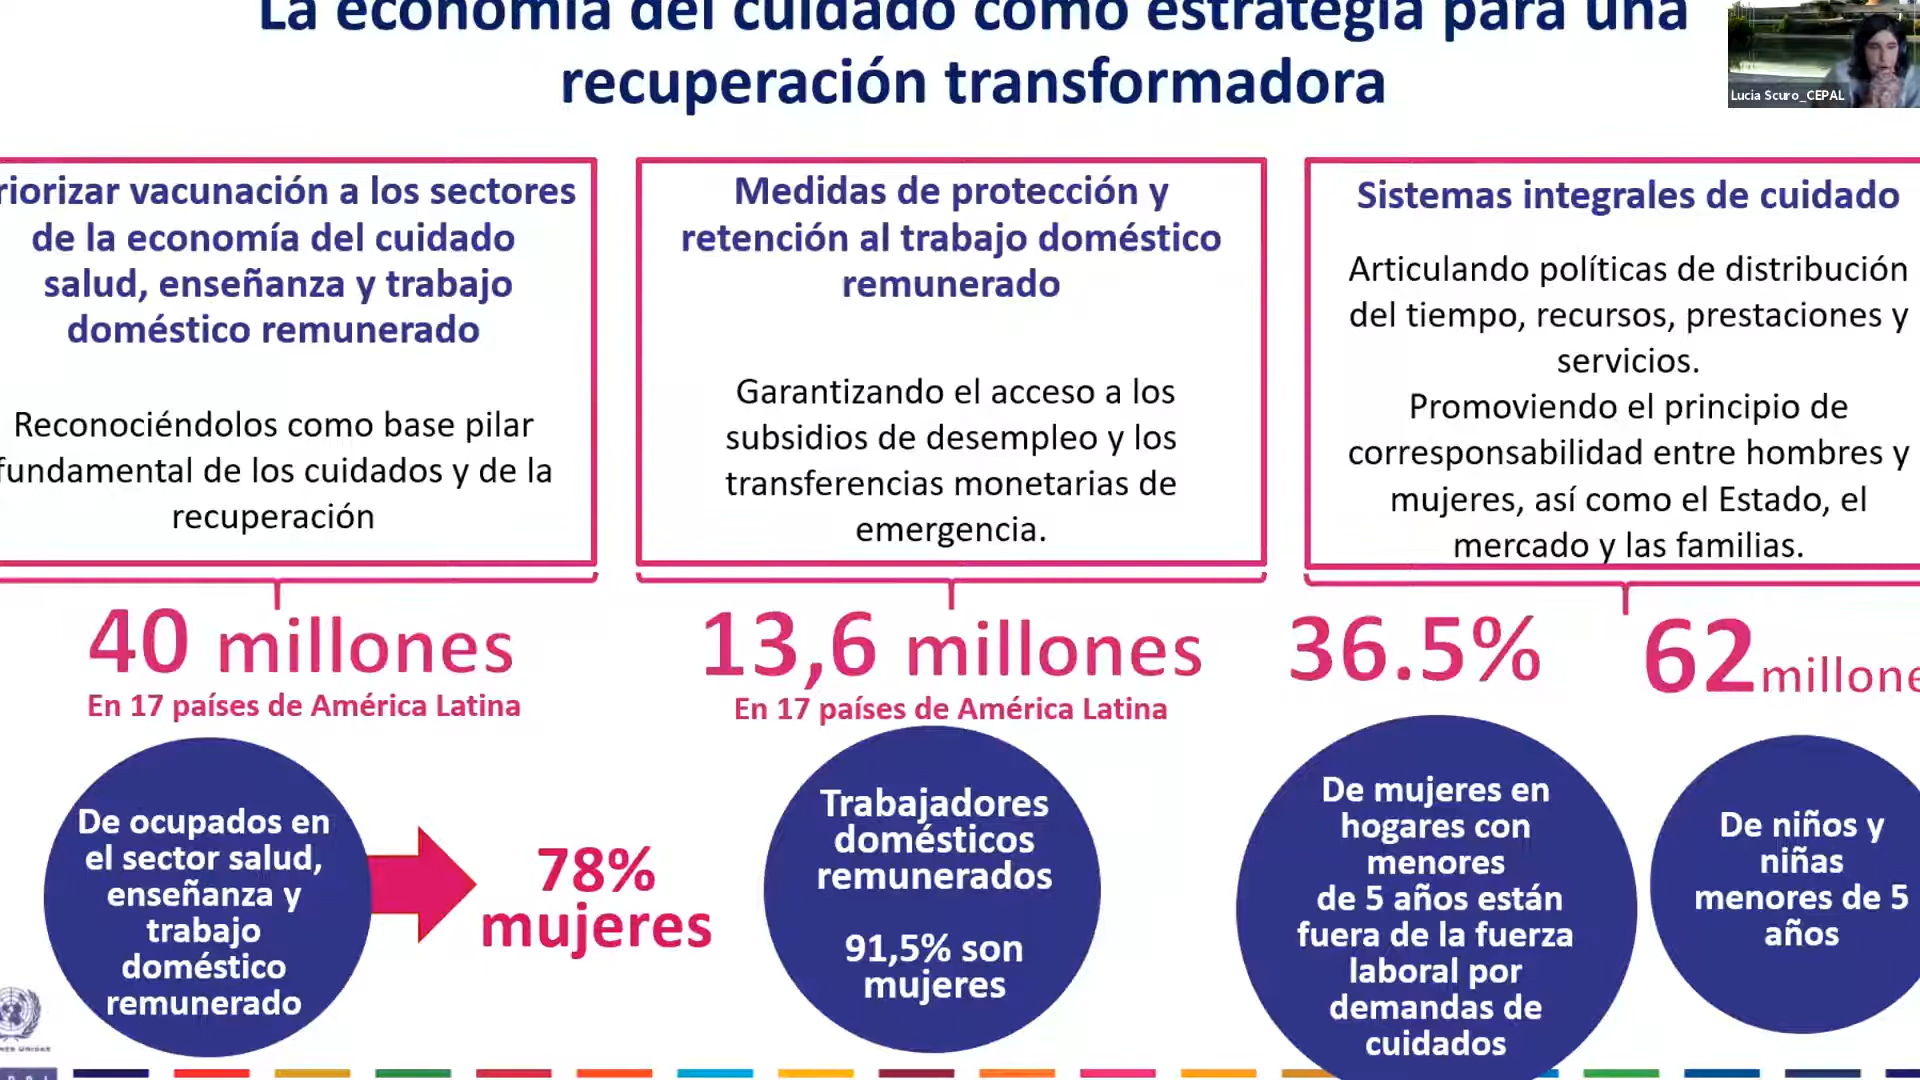 La economía del cuidado como estrategia para una
recuperación transformadora
Lucia Scuro_CEPAL
riorizar vacunación a los sectores
de la economía del cuidado
salud, enseñanza y trabajo
doméstico remunerado
Reconociéndolos como base pilar
fundamental de los cuidados y de la
recuperación
40 millones
En 17 países de América Latina
De ocupados en
el sector salud,
enseñanza y
trabajo
doméstico
remunerado
78%
mujeres
Medidas de protección y
retención al trabajo doméstico
remunerado
Garantizando el acceso a los
subsidios de desempleo y los
transferencias monetarias de
emergencia.
13,6 millones
En 17 países de América Latina
Trabajadores
domésticos
remunerados
91,5% son
mujeres
Sistemas integrales de cuidado
Articulando políticas de distribución
del tiempo, recursos, prestaciones y
servicios.
Promoviendo el principio de
corresponsabilidad entre hombres y
mujeres, así como el Estado, el
mercado y las familias.
36.5%
De mujeres en
hogares con
menores
de 5 años están
fuera de la fuerza
laboral por
demandas de
cuidados
62 millone
De niños y
niñas
menores de 5
años